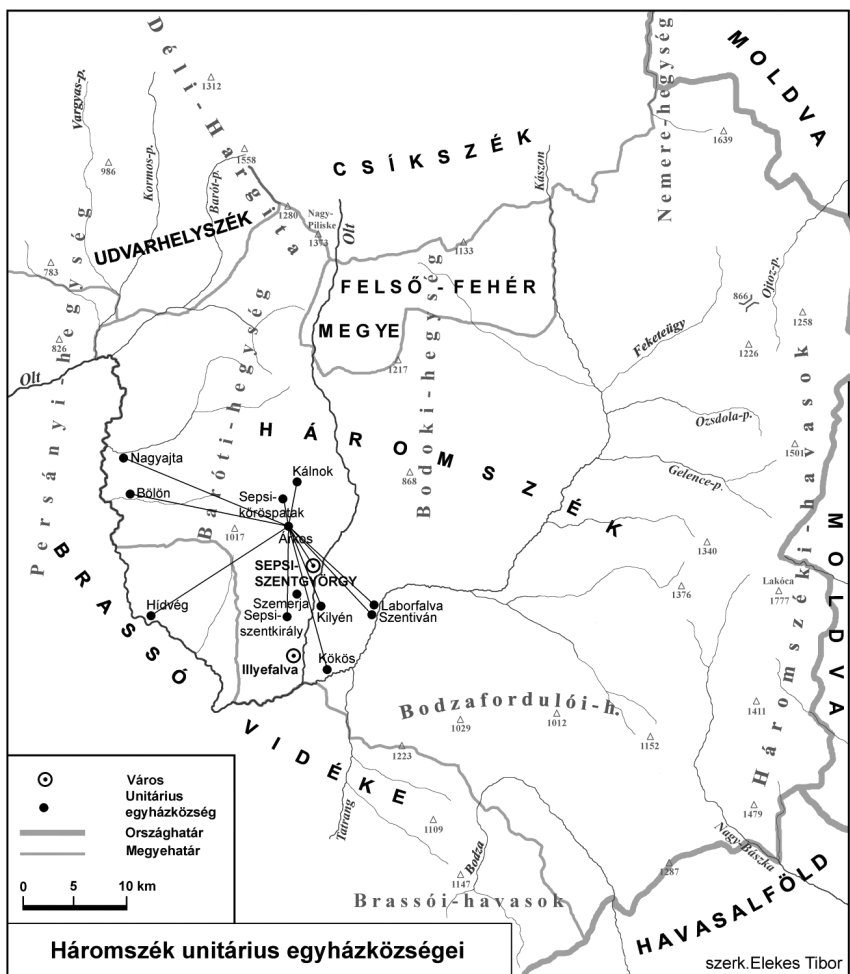 MOLDVA
Déli-Hargita
Vargyas-p.
1312
Nemere-hegység
Kormos-p.
1639
986
1558
CSÍKSZÉK
Kászon
Barót-p.
1280
Nagy-
Piliske
1373
Olt
UDVARHELYSZÉK
1133
783
FELSŐ-FEHÉR
MEGYE
866
Ojtoz-p.
1258
Feketeügy
826
1226
1217
Olt
Persányi-hegység
Baróti-hegység
Bodoki-hegység
HÁROMSZÉK
Ozsdola-p.
1501
Nagyajta
Kálnok
868
Gelence-p.
Bölön
Sepsi-
kőröspatak
1017
Árkos
1340
MOLDVA
SEPSI-
SZENTGYÖRGY
1376
Lakóca
1777
Szemerja
Laborfalva
Hídvég
Sepsi-
szentkirály
Kilyén
Szentiván
Illyefalva
Kökös
BRASSÓ
VIDÉKE
Bodzafordulói-h.
1029
1012
1411
1152
1223
Háromszéki-havasok
Tatrang
1109
1479
Nagy-Bászka
Bodza
1147
1287
Brassói-havasok
HAVASALFÖLD
Város
Unitárius
egyházközség
Országhatár
Megyehatár
0 5 10 km
Háromszék unitárius egyházközségei
szerk.Elekes Tibor